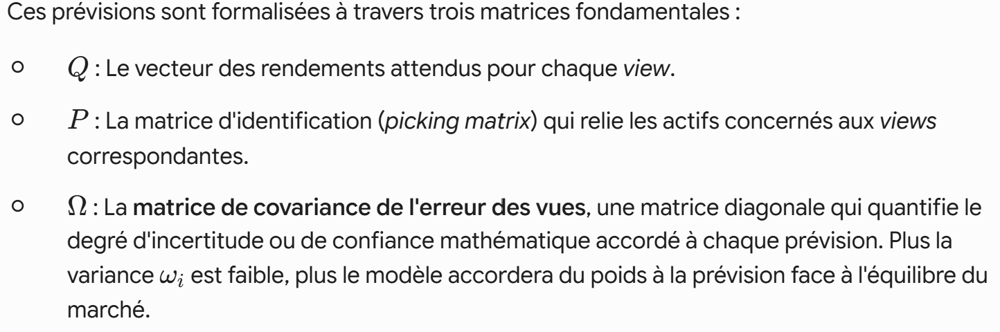 Ces prévisions sont formalisées à travers trois matrices fondamentales :
○ Q : Le vecteur des rendements attendus pour chaque view.
○ P : La matrice d'identification (picking matrix) qui relie les actifs concernés aux views
correspondantes.
○ Ω : La matrice de covariance de l'erreur des vues, une matrice diagonale qui quantifie le
degré d'incertitude ou de confiance mathématique accordé à chaque prévision. Plus la
variance ωᵢ est faible, plus le modèle accordera du poids à la prévision face à l'équilibre du
marché.